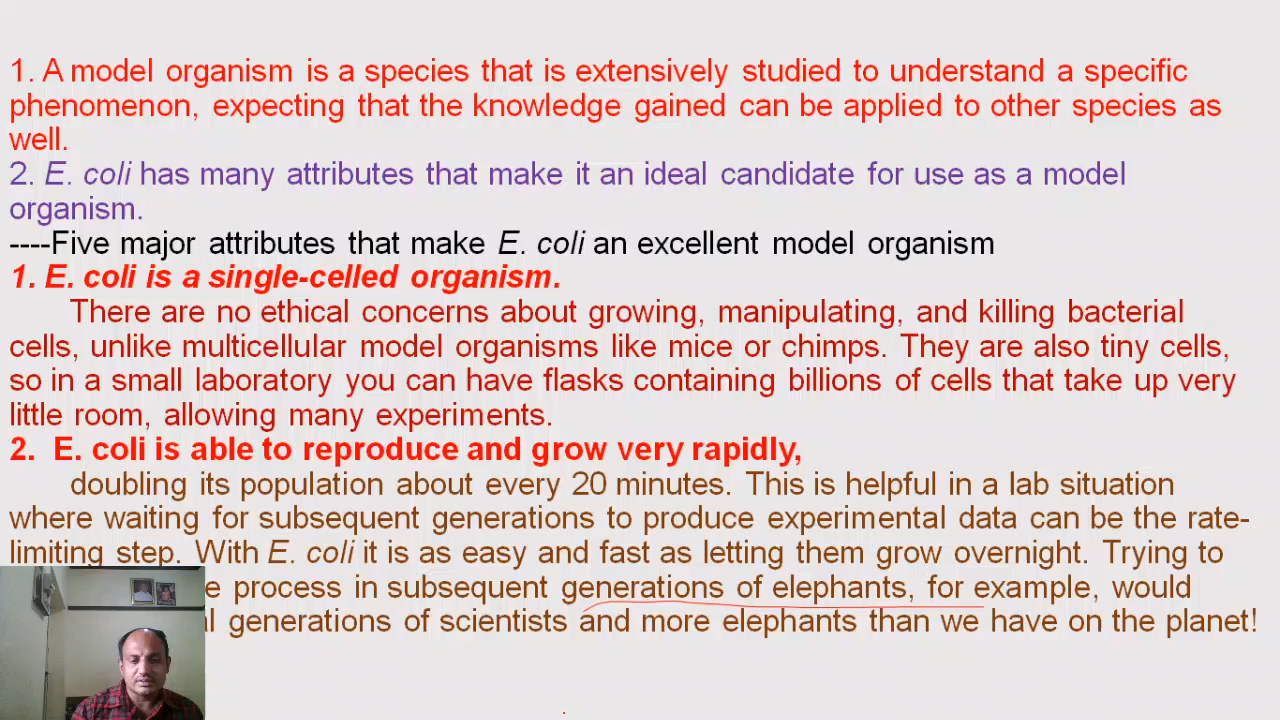 1. A model organism is a species that is extensively studied to understand a specific
phenomenon, expecting that the knowledge gained can be applied to other species as
well.
2. E. coli has many attributes that make it an ideal candidate for use as a model
organism.
----Five major attributes that make E. coli an excellent model organism
1. E. coli is a single-celled organism.
There are no ethical concerns about growing, manipulating, and killing bacterial
cells, unlike multicellular model organisms like mice or chimps. They are also tiny cells,
so in a small laboratory you can have flasks containing billions of cells that take up very
little room, allowing many experiments.
2. E. coli is able to reproduce and grow very rapidly,
doubling its population about every 20 minutes. This is helpful in a lab situation
where waiting for subsequent generations to produce experimental data can be the rate-
limiting step. With E. coli it is as easy and fast as letting them grow overnight. Trying to
process in subsequent generations of elephants, for example, would
generations of scientists and more elephants than we have on the planet!